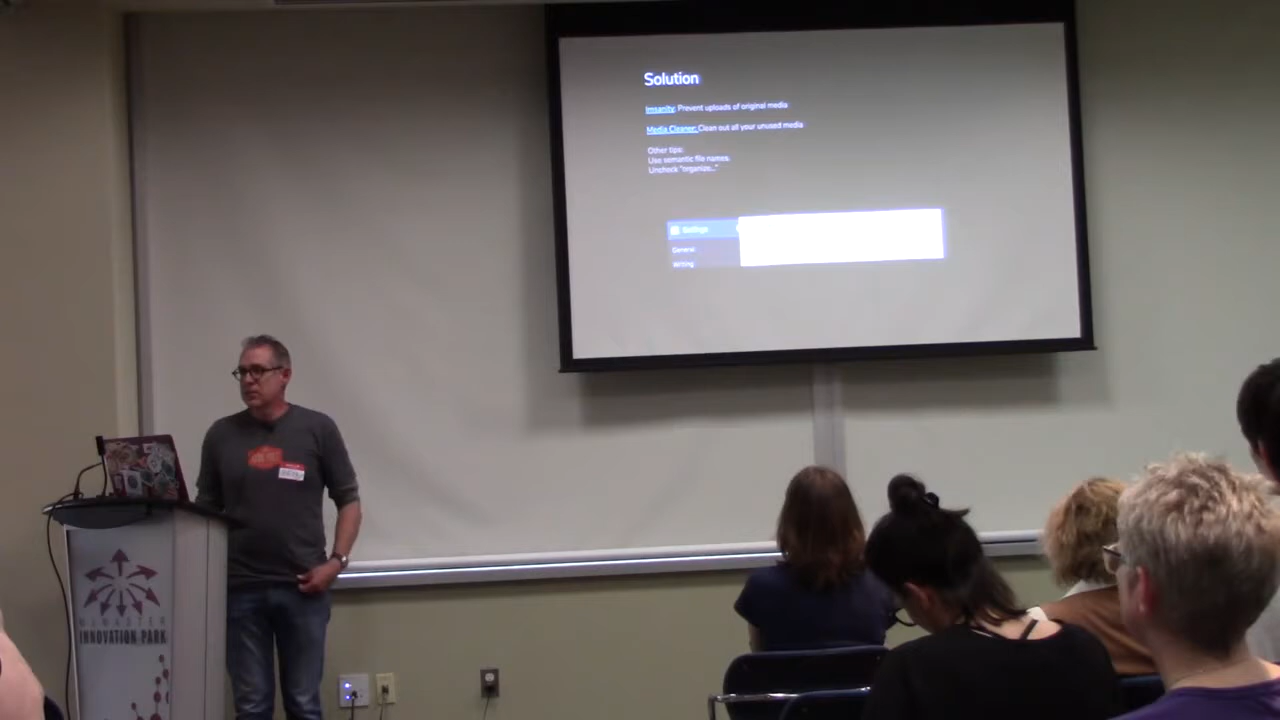 Solution
Imsanity: Prevent uploads of original media
Media Cleaner: Clean out all your unused media
Other tips:
Use semantic file names.
Uncheck "organize..."
Settings
General
Writing
MCMASTER
INNOVATION PARK